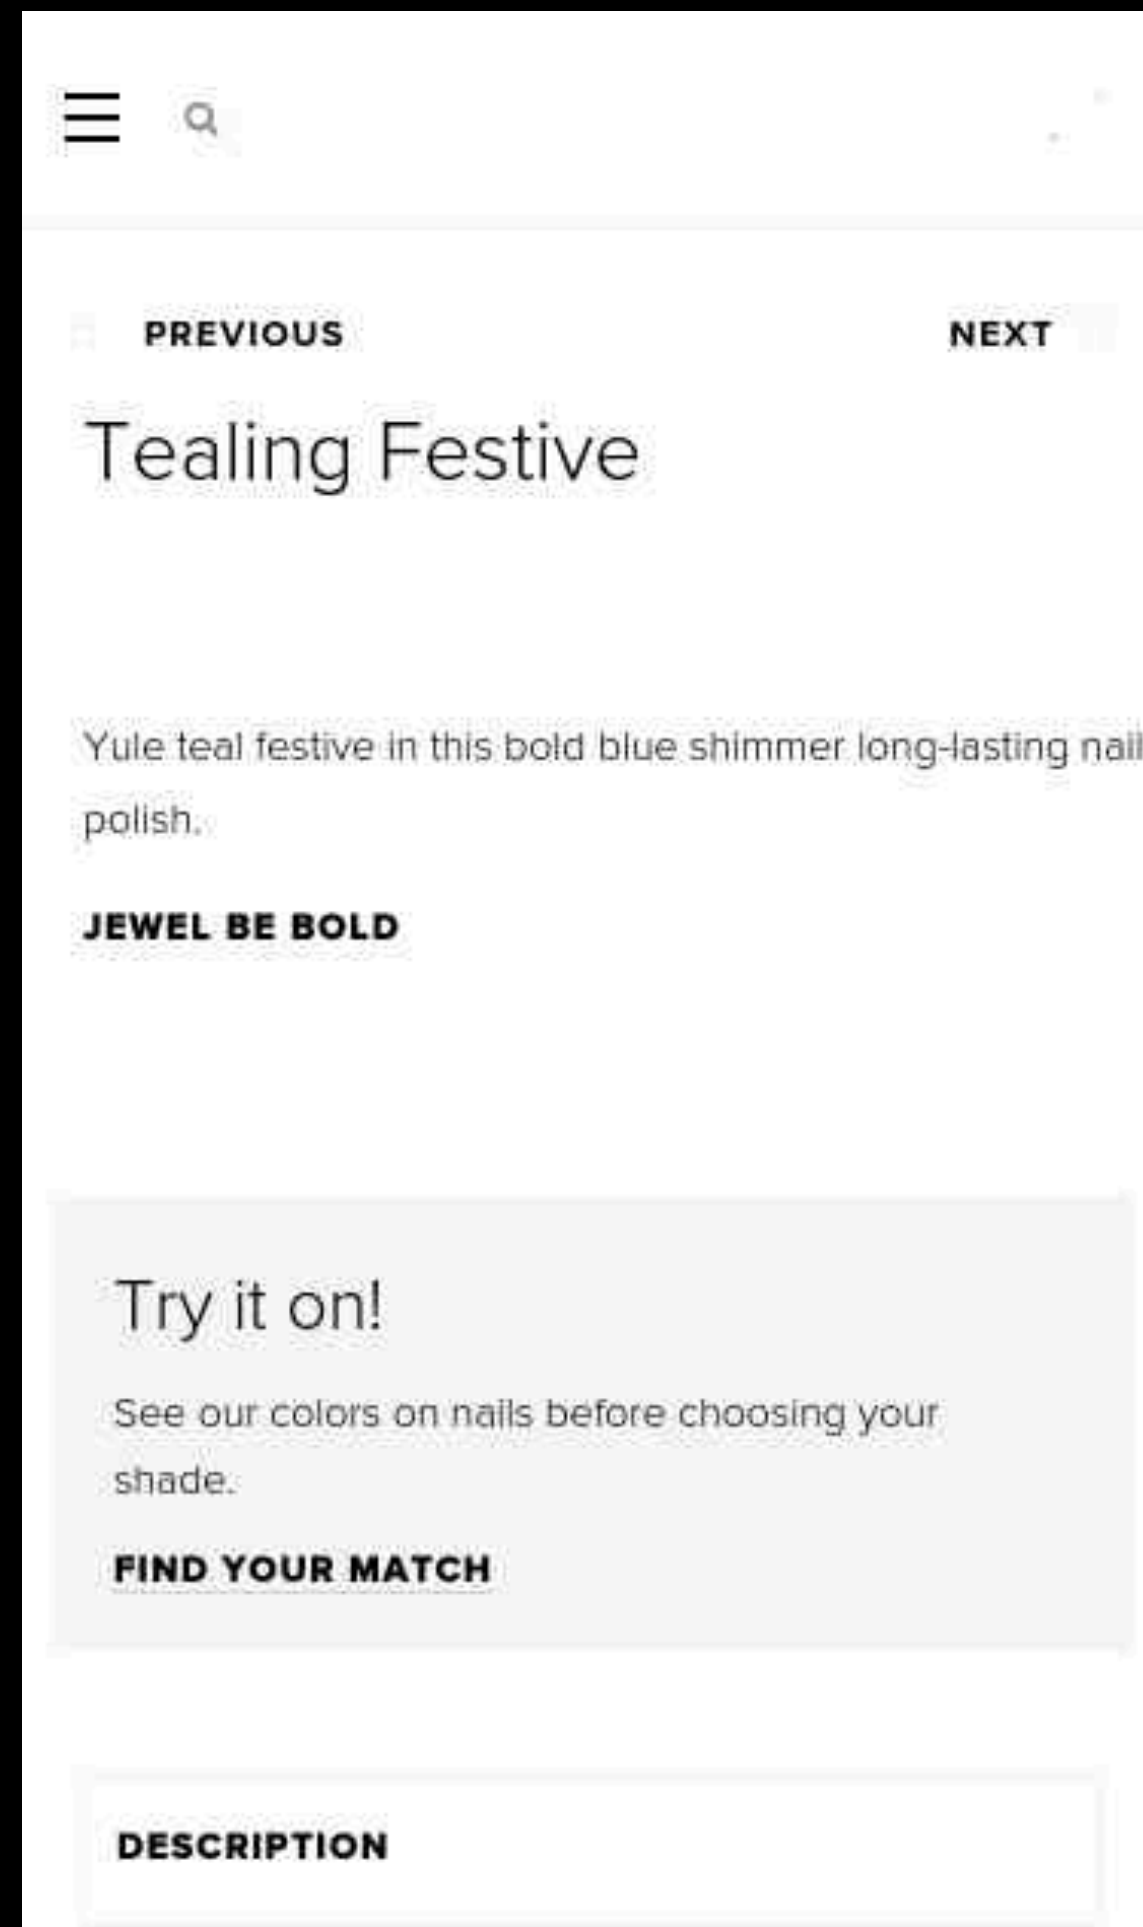 PREVIOUS NEXT
Tealing Festive
Yule teal festive in this bold blue shimmer long-lasting nail
polish.
JEWEL BE BOLD
Try it on!
See our colors on nails before choosing your
shade.
FIND YOUR MATCH
DESCRIPTION